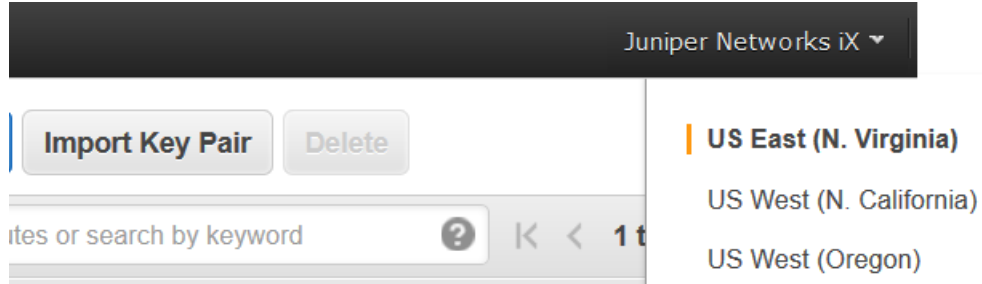 Juniper Networks iX
Import Key Pair Delete
US East (N. Virginia)
US West (N. California)
or search by keyword ? 1
US West (Oregon)